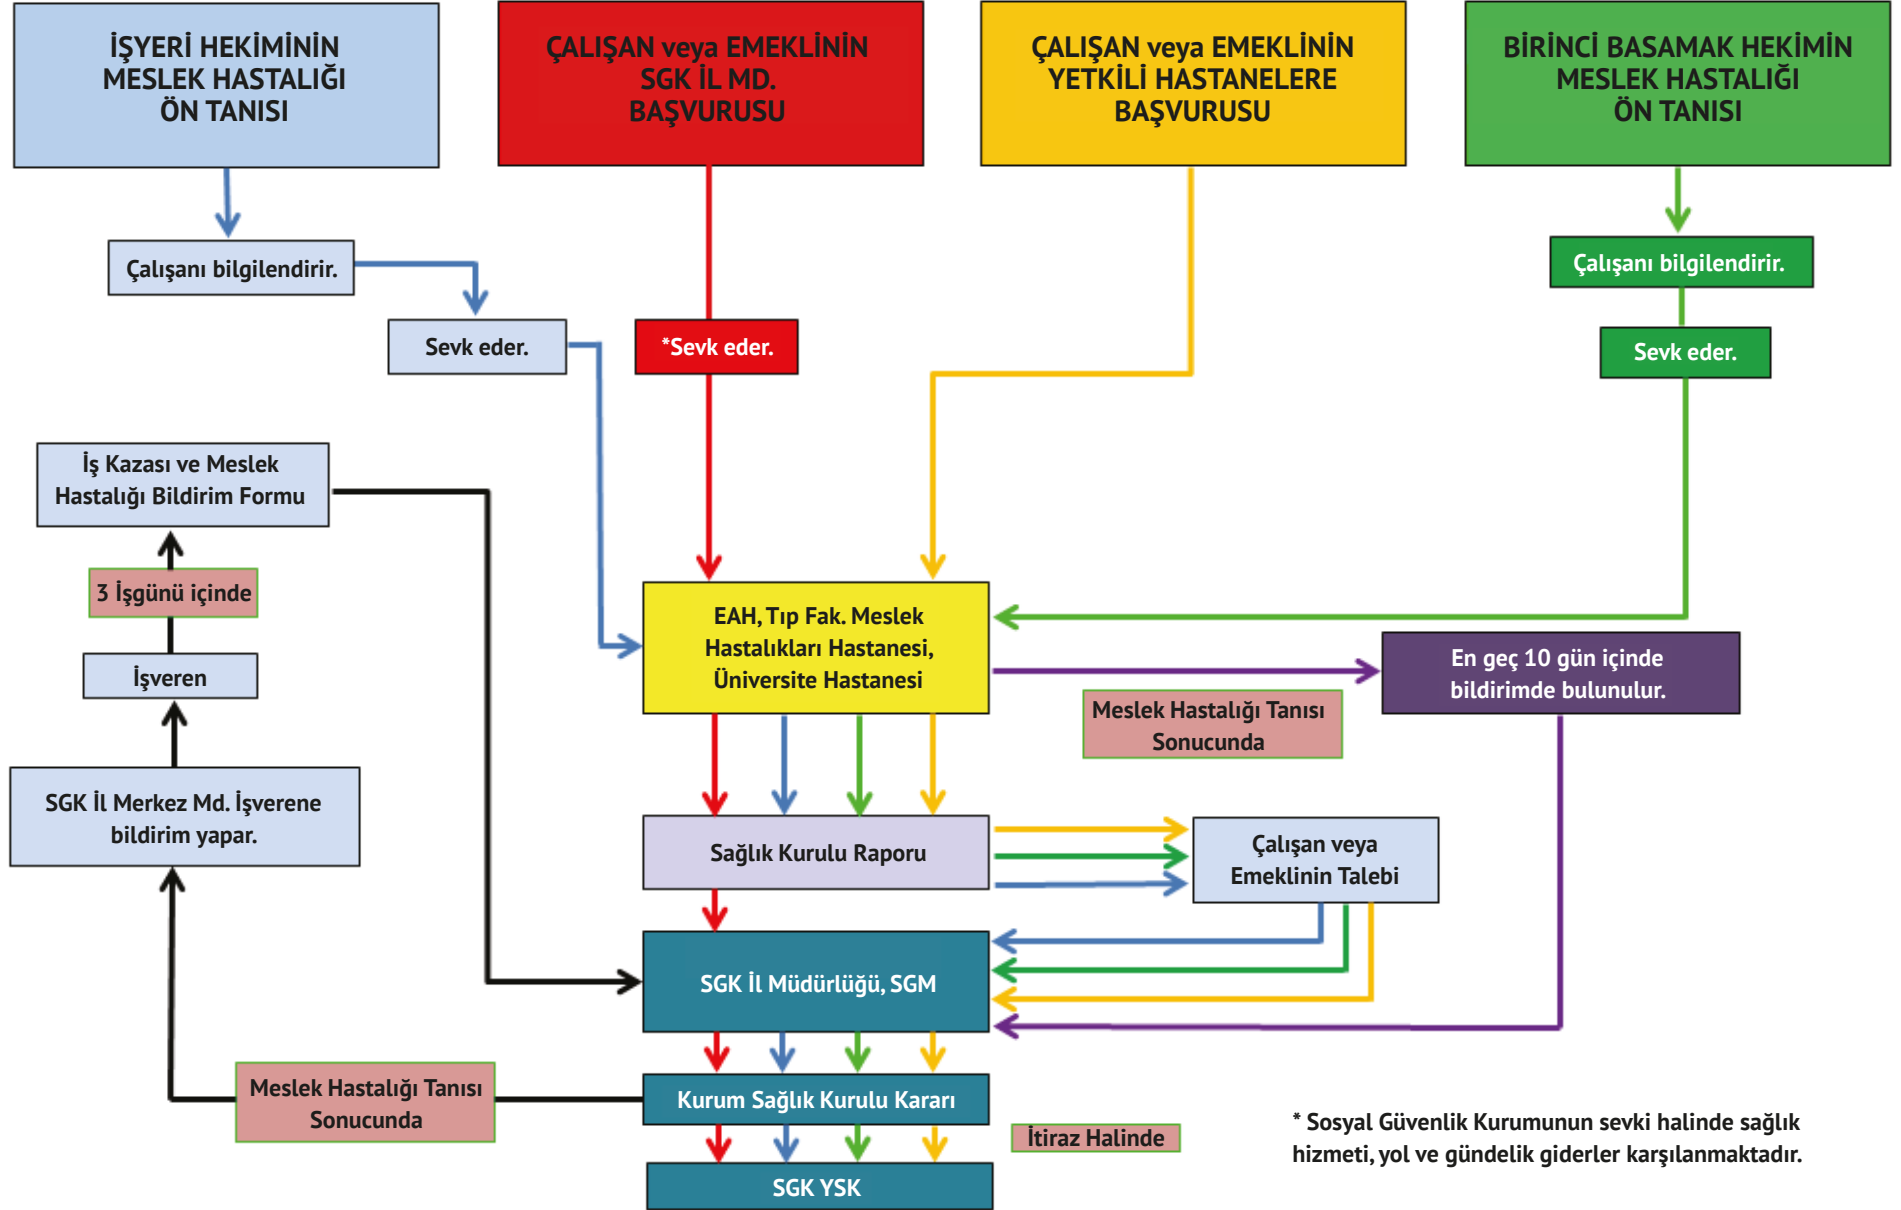 İŞYERİ HEKİMİNİN
MESLEK HASTALIĞI
ÖN TANISI
ÇALIŞAN veya EMEKLİNİN
SGK İL MD.
BAŞVURUSU
ÇALIŞAN veya EMEKLİNİN
YETKİLİ HASTANELERE
BAŞVURUSU
BİRİNCİ BASAMAK HEKİMİN
MESLEK HASTALIĞI
ÖN TANISI
Çalışanı bilgilendirir.
Çalışanı bilgilendirir.
Sevk eder.
*Sevk eder.
Sevk eder.
İş Kazası ve Meslek
Hastalığı Bildirim Formu
3 İşgünü içinde
İşveren
SGK İl Merkez Md. İşverene
bildirim yapar.
EAH, Tıp Fak. Meslek
Hastalıkları Hastanesi,
Üniversite Hastanesi
En geç 10 gün içinde
bildirimde bulunulur.
Meslek Hastalığı Tanısı
Sonucunda
Sağlık Kurulu Raporu
Çalışan veya
Emeklinin Talebi
SGK İl Müdürlüğü, SGM
Meslek Hastalığı Tanısı
Sonucunda
Kurum Sağlık Kurulu Kararı
İtiraz Halinde
SGK YSK
* Sosyal Güvenlik Kurumunun sevki halinde sağlık
hizmeti, yol ve gündelik giderler karşılanmaktadır.